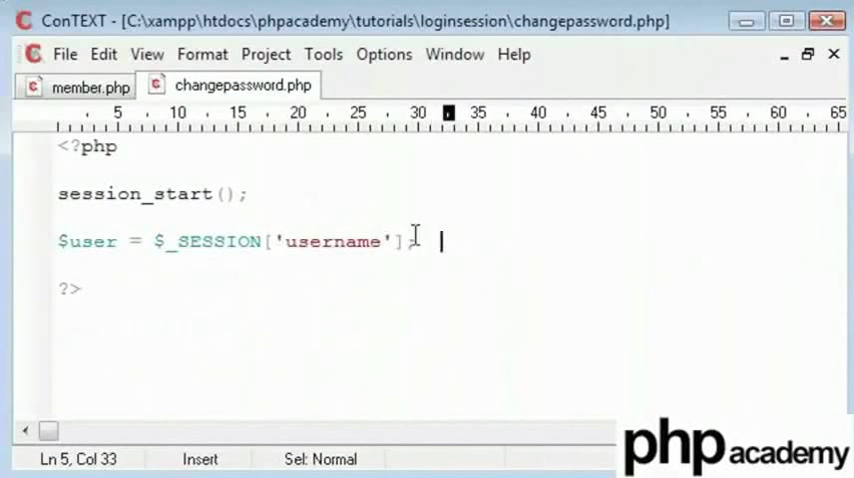 ConTEXT - [C:\xampp\htdocs\phpacademy\tutorials\loginsession\changepassword.php]
File Edit View Format Project Tools Options Window Help
member.php changepassword.php
5 10 15 20 25 30 35 40 45 50 55 60 65
<?php
session_start();
$user = $_SESSION['username'];
?>
Ln 5, Col 33 Insert Sel: Normal
php academy